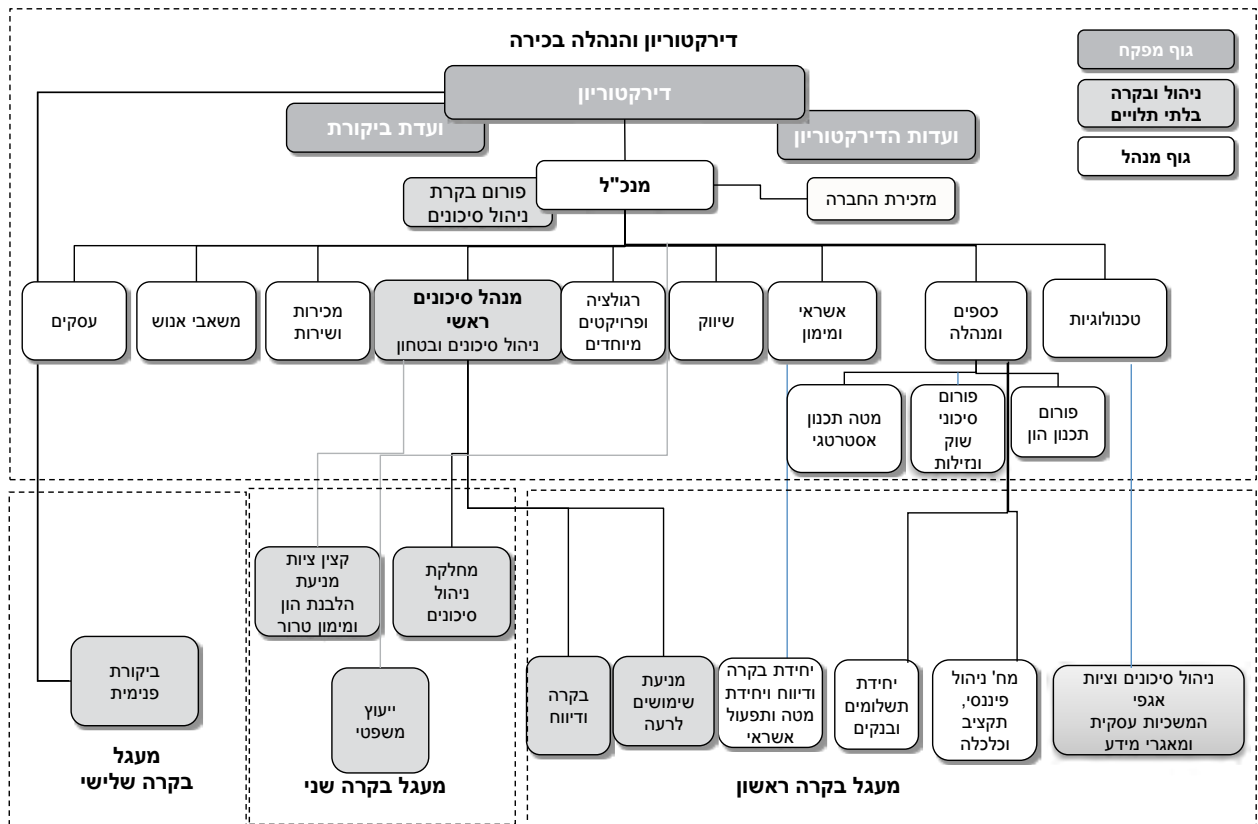 דירקטוריון והנהלה בכירה
גוף מפקח
ניהול ובקרה
בלתי תלויים
גוף מנהל
דירקטוריון
ועדות הדירקטוריון
ועדת ביקורת
מנכ"ל
מזכירת החברה
פורום בקרת
ניהול סיכונים
טכנולוגיות
כספים
ומנהלה
אשראי
ומימון
שיווק
רגולציה
ופרויקטים
מיוחדים
מנהל סיכונים
ראשי
ניהול סיכונים ובטחון
מכירות
ושירות
משאבי אנוש
עסקים
פורום
תכנון הון
פורום
סיכוני
שוק
ונזילות
מטה תכנון
אסטרטגי
ניהול סיכונים וציות
אגפי
המשכיות עסקית
ומאגרי מידע
מח' ניהול
פיננסי,
תקציב
וכלכלה
יחידת
תשלומים
ובנקים
יחידת בקרה
ודיווח ויחידת
מטה ותפעול
אשראי
מניעת
שימושים
לרעה
בקרה
ודיווח
מעגל בקרה ראשון
מחלקת
ניהול
סיכונים
קצין ציות
מניעת
הלבנת הון
ומימון טרור
ייעוץ
משפטי
מעגל בקרה שני
ביקורת
פנימית
מעגל
בקרה שלישי